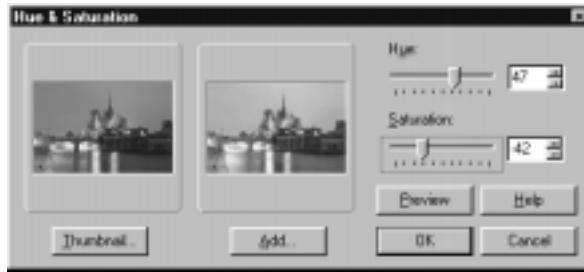 Hue & Saturation
Hue:
47
Saturation:
-42
Preview
Help
Thumbnail...
Add...
OK
Cancel